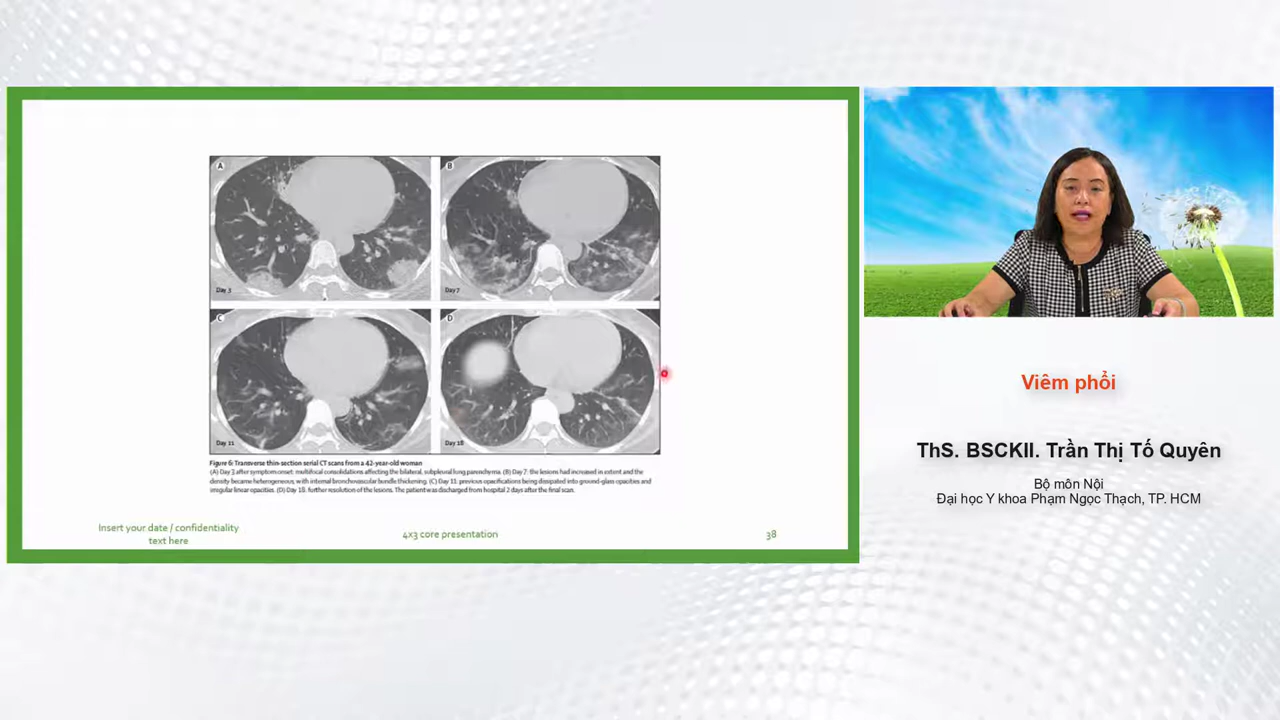 A
B
Day 3
Day 7
C
D
Day 11
Day 18
Figure 6: Transverse thin-section serial CT scans from a 42-year-old woman
(A) Day 3 after symptom onset: multifocal consolidations affecting the bilateral, subpleural lung parenchyma. (B) Day 7: the lesions had increased in extent and the
density became heterogeneous, with internal bronchovascular bundle thickening. (C) Day 11: previous opacifications being dissipated into ground-glass opacities and
irregular linear opacities. (D) Day 18: further resolution of the lesions. The patient was discharged from hospital 2 days after the final scan.
Insert your date / confidentiality
text here
4x3 core presentation
38
Viêm phổi
ThS. BSCKII. Trần Thị Tố Quyên
Bộ môn Nội
Đại học Y khoa Phạm Ngọc Thạch, TP. HCM